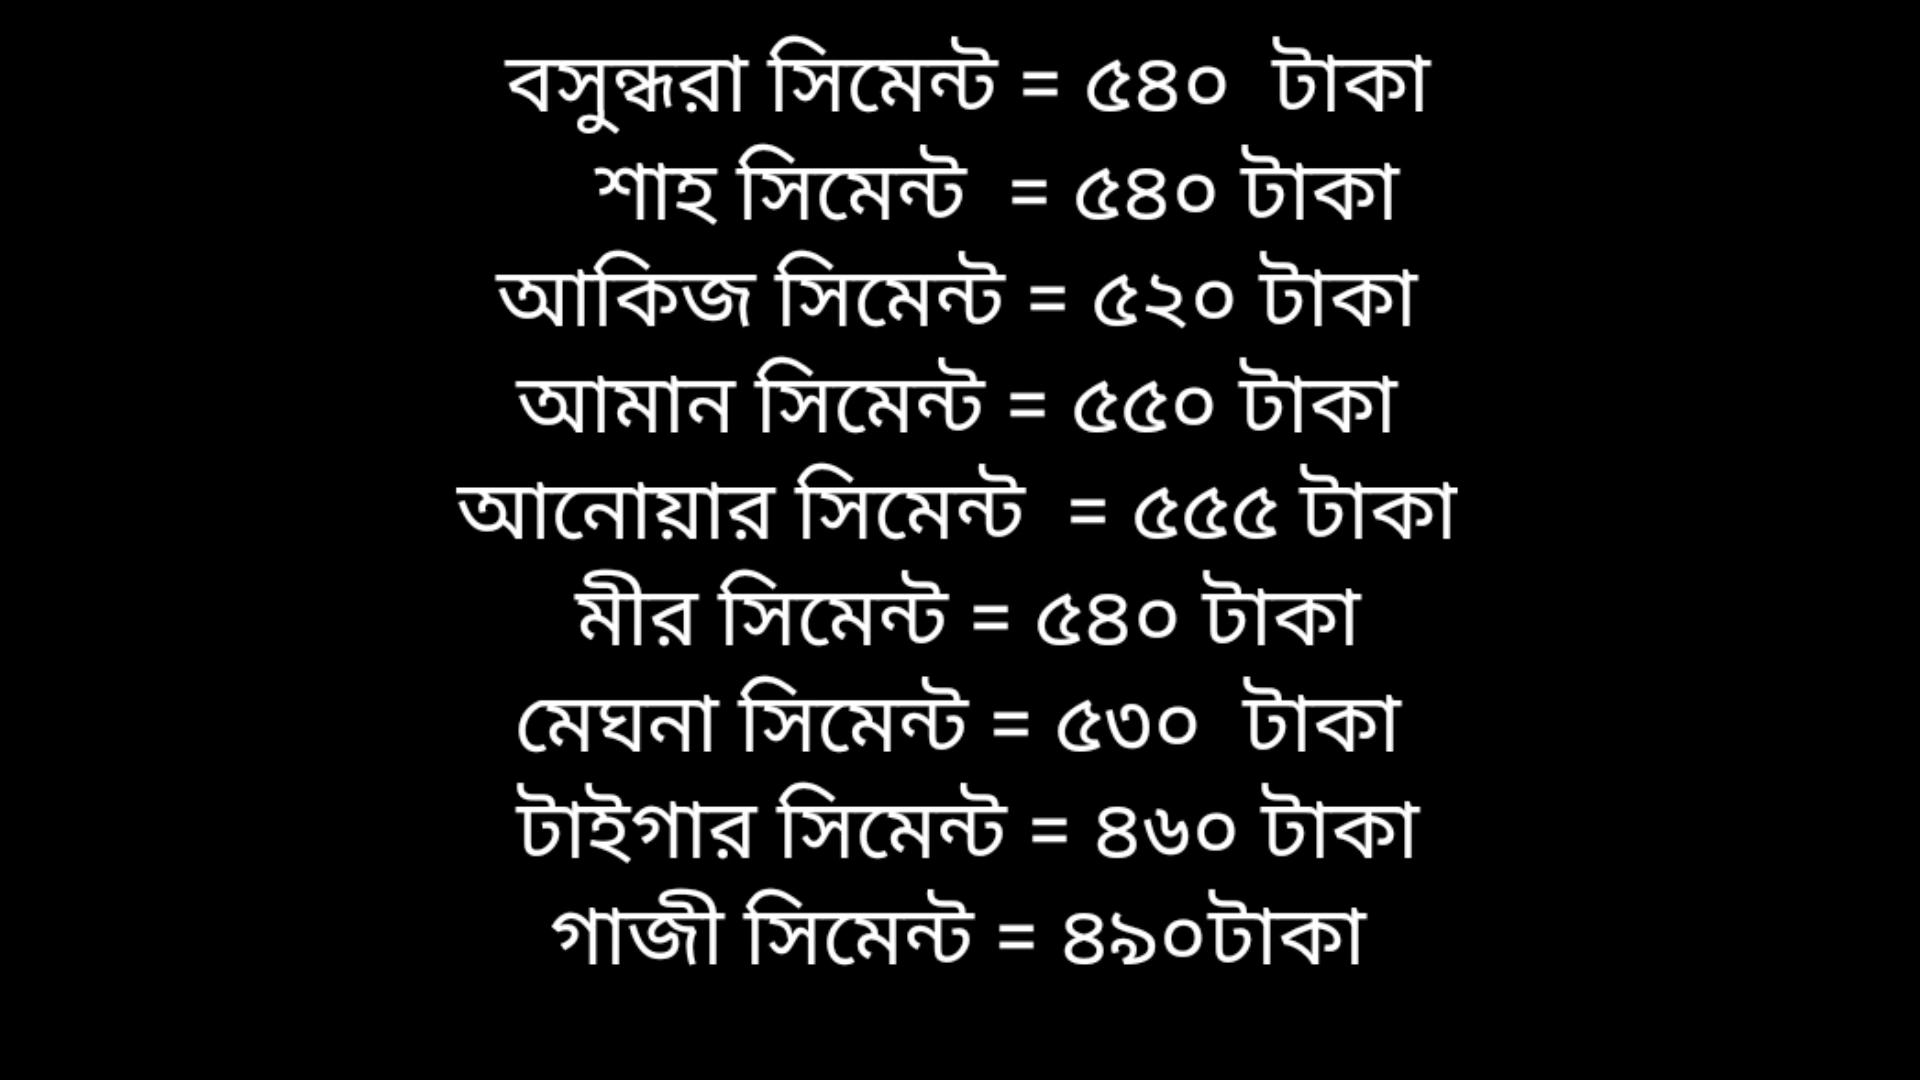 বসুন্ধরা সিমেন্ট = ৫৪০ টাকা
শাহ সিমেন্ট = ৫৪০ টাকা
আকিজ সিমেন্ট = ৫২০ টাকা
আমান সিমেন্ট = ৫৫০ টাকা
আনোয়ার সিমেন্ট = ৫৫৫ টাকা
মীর সিমেন্ট = ৫৪০ টাকা
মেঘনা সিমেন্ট = ৫৩০ টাকা
টাইগার সিমেন্ট = ৪৬০ টাকা
গাজী সিমেন্ট = ৪৯০টাকা